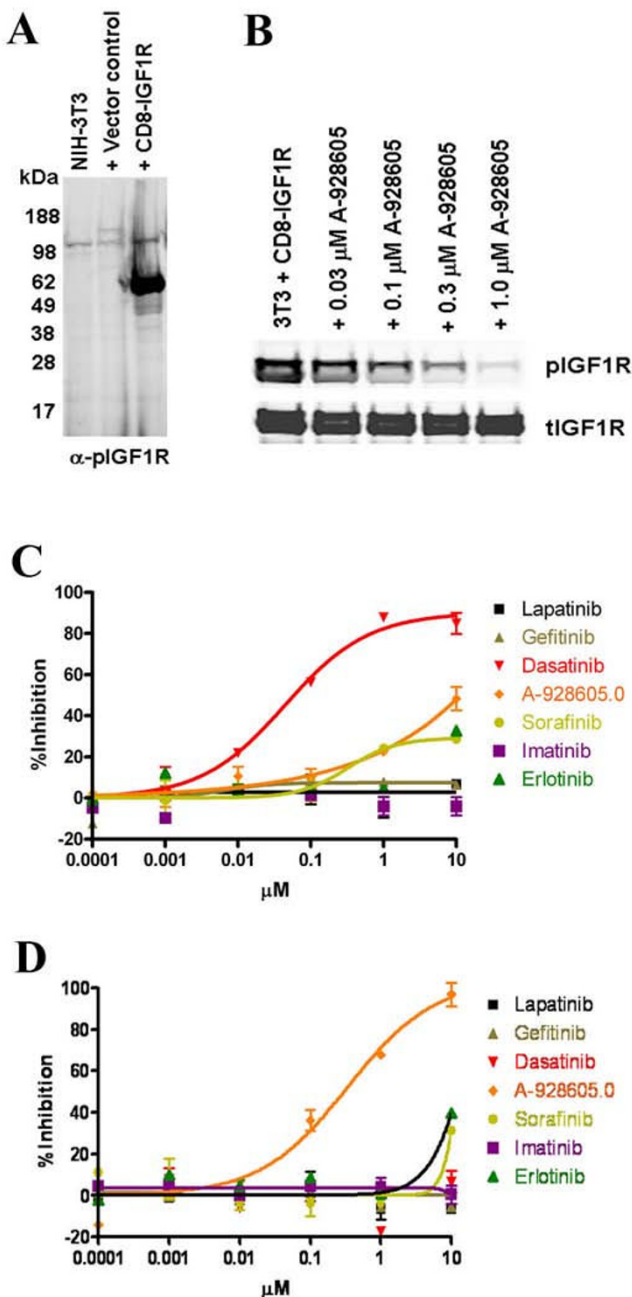 A
NIH-3T3
+ Vector control
+ CD8-IGF1R
kDa
188
98
62
49
38
28
17
α-pIGF1R
B
3T3 + CD8-IGF1R
+ 0.03 μM A-928605
+ 0.1 μM A-928605
+ 0.3 μM A-928605
+ 1.0 μM A-928605
pIGF1R
tIGF1R
C
%Inhibition
100
80
60
40
20
0
-20
0.0001
0.001
0.01
0.1
1
10
μM
Lapatinib
Gefitinib
Dasatinib
A-928605.0
Sorafinib
Imatinib
Erlotinib
D
% Inhibition
100
80
60
40
20
0
-20
0.0001
0.001
0.01
0.1
1
10
μM
Lapatinib
Gefitinib
Dasatinib
A-928605.0
Sorafinib
Imatinib
Erlotinib